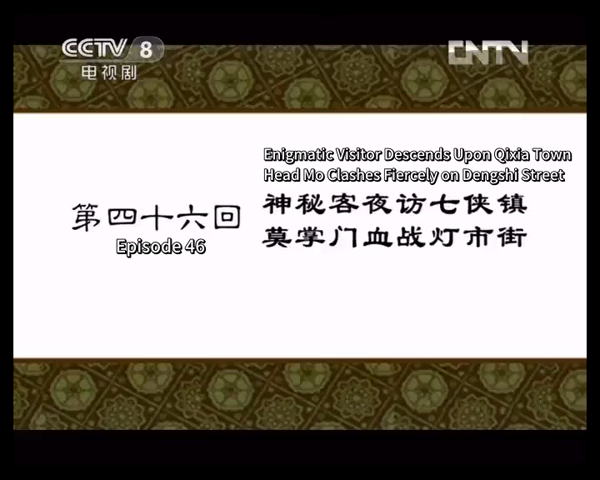 CCTV 8
电视剧
CNTV
Enigmatic Visitor Descends Upon Qixia Town
Head Mo Clashes Fiercely on Dengshi Street
第四十六回
Episode 46
神秘客夜访七侠镇
莫掌门血战灯市街